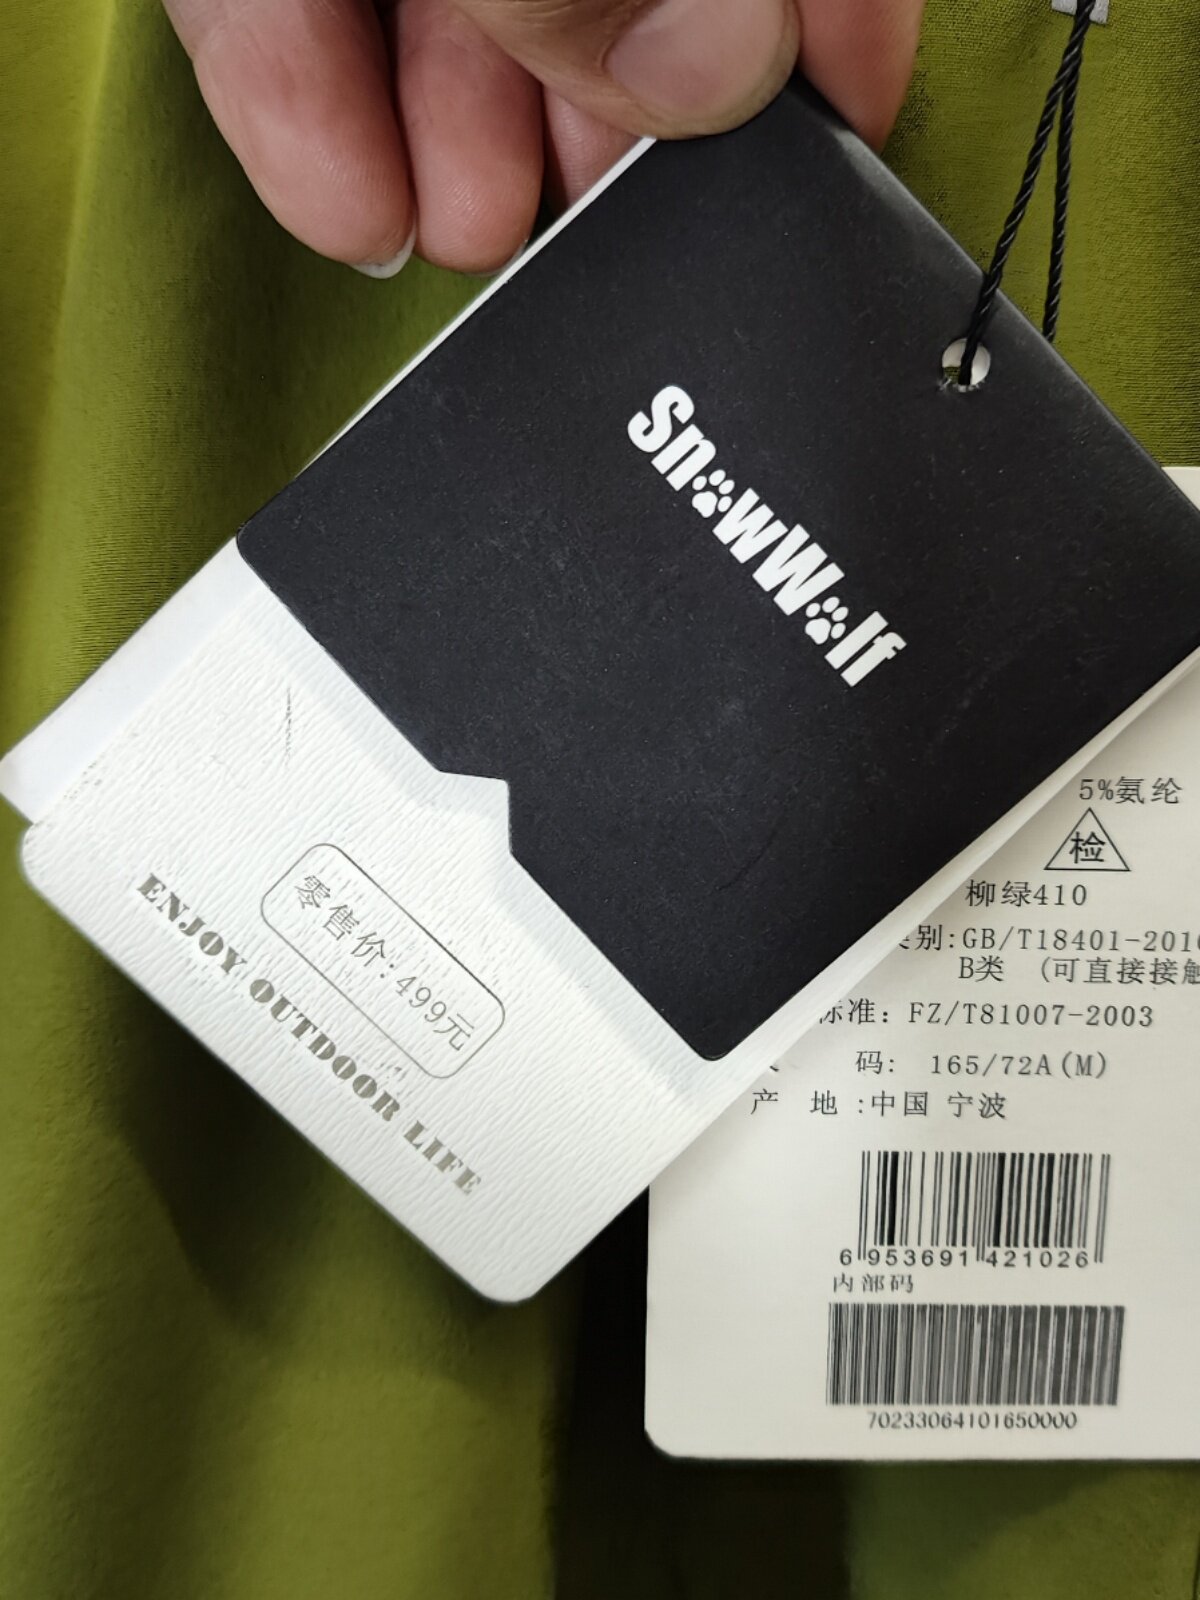 SnowWolf
零售价:499元
ENJOY OUTDOOR LIFE
5%氨纶
检
柳绿410
别:GB/T18401-2010
B类 (可直接接触
标准: FZ/T81007-2003
码: 165/72A(M)
产 地:中国 宁波
6 953691 421026
内部码
70233064101650000